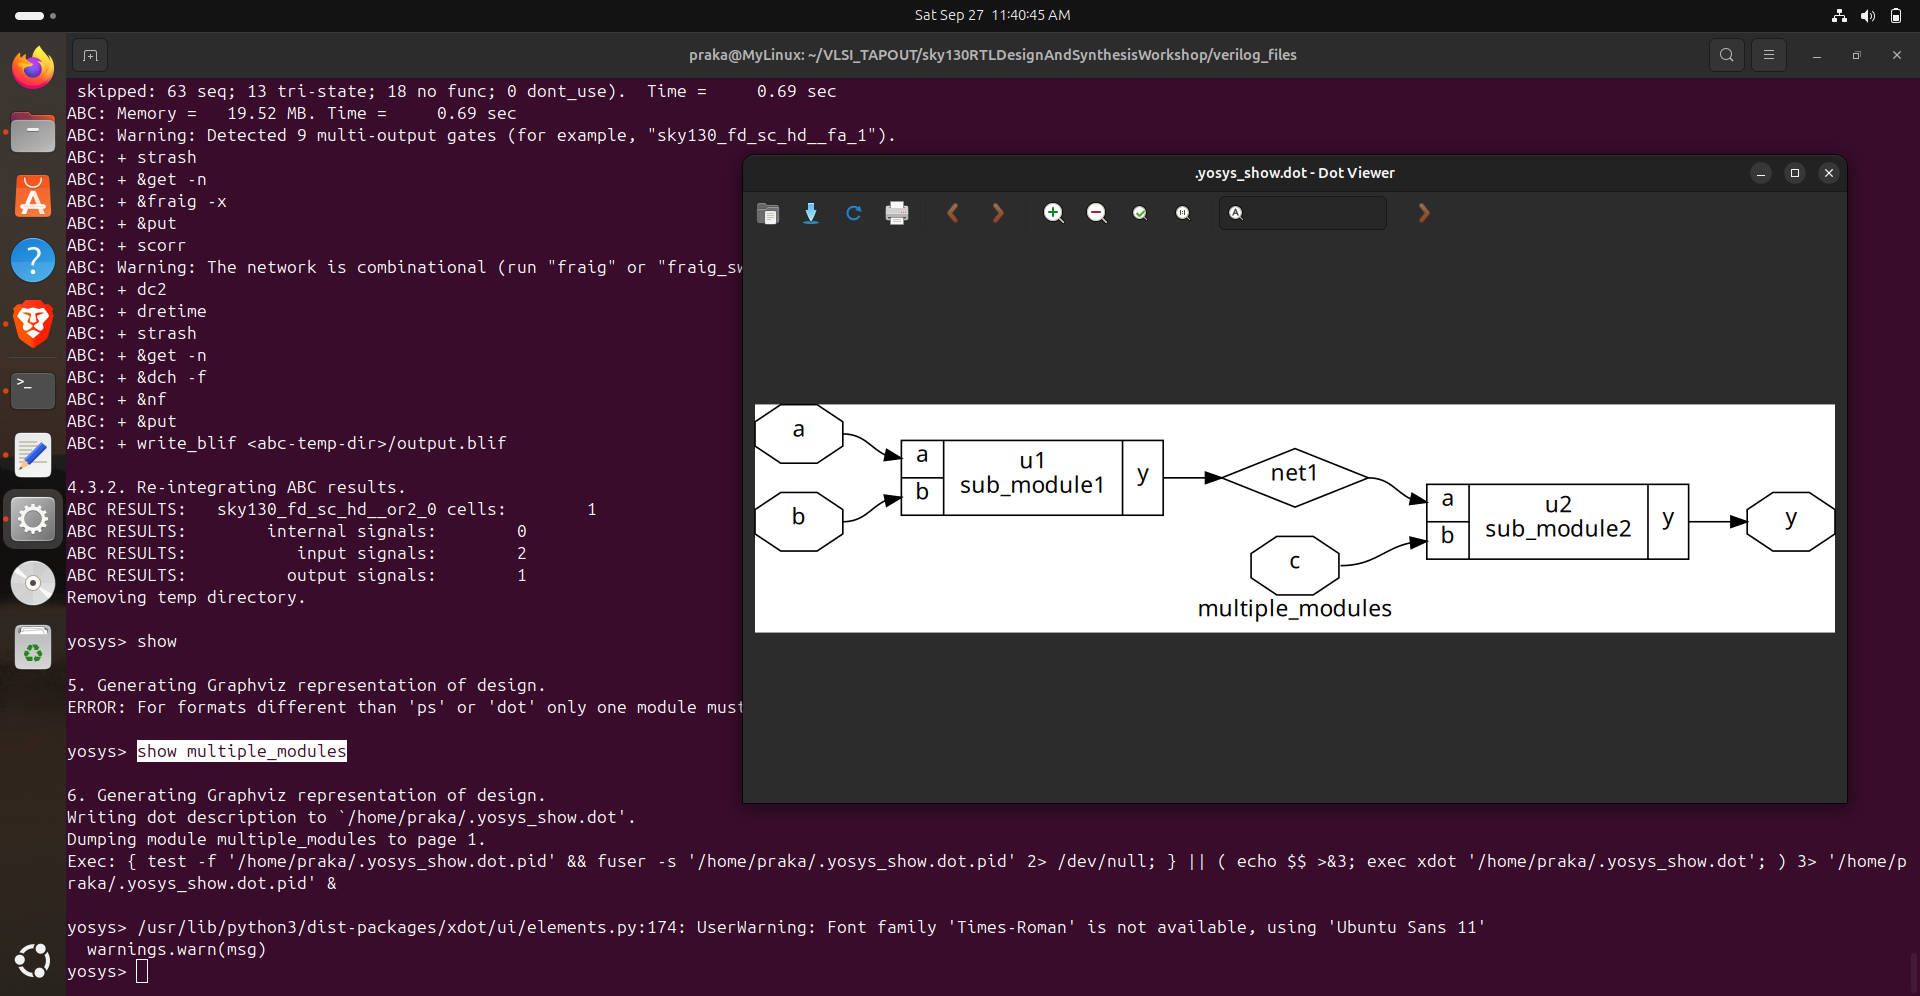 Sat Sep 27  11:40:45 AM
praka@MyLinux: ~/VLSI_TAPOUT/sky130RTLDesignAndSynthesisWorkshop/verilog_files
skipped: 63 seq; 13 tri-state; 18 no func; 0 dont_use).  Time =     0.69 sec
ABC: Memory =   19.52 MB. Time =     0.69 sec
ABC: Warning: Detected 9 multi-output gates (for example, "sky130_fd_sc_hd__fa_1").
ABC: + strash
ABC: + &get -n
ABC: + &fraig -x
ABC: + &put
ABC: + scorr
ABC: Warning: The network is combinational (run "fraig" or "fraig_sw
ABC: + dc2
ABC: + dretime
ABC: + strash
ABC: + &get -n
ABC: + &dch -f
ABC: + &nf
ABC: + &put
ABC: + write_blif <abc-temp-dir>/output.blif
4.3.2. Re-integrating ABC results.
ABC RESULTS:   sky130_fd_sc_hd__or2_0 cells:        1
ABC RESULTS:        internal signals:        0
ABC RESULTS:           input signals:        2
ABC RESULTS:          output signals:        1
Removing temp directory.
yosys> show
5. Generating Graphviz representation of design.
ERROR: For formats different than 'ps' or 'dot' only one module must
yosys> show multiple_modules
6. Generating Graphviz representation of design.
Writing dot description to `/home/praka/.yosys_show.dot'.
Dumping module multiple_modules to page 1.
Exec: { test -f '/home/praka/.yosys_show.dot.pid' && fuser -s '/home/praka/.yosys_show.dot.pid' 2> /dev/null; } || ( echo $$ >&3; exec xdot '/home/praka/.yosys_show.dot'; ) 3> '/home/p
raka/.yosys_show.dot.pid' &
yosys> /usr/lib/python3/dist-packages/xdot/ui/elements.py:174: UserWarning: Font family 'Times-Roman' is not available, using 'Ubuntu Sans 11'
  warnings.warn(msg)
yosys>
.yosys_show.dot - Dot Viewer
a
b
a
b
u1
sub_module1
y
net1
c
a
b
u2
sub_module2
y
y
multiple_modules